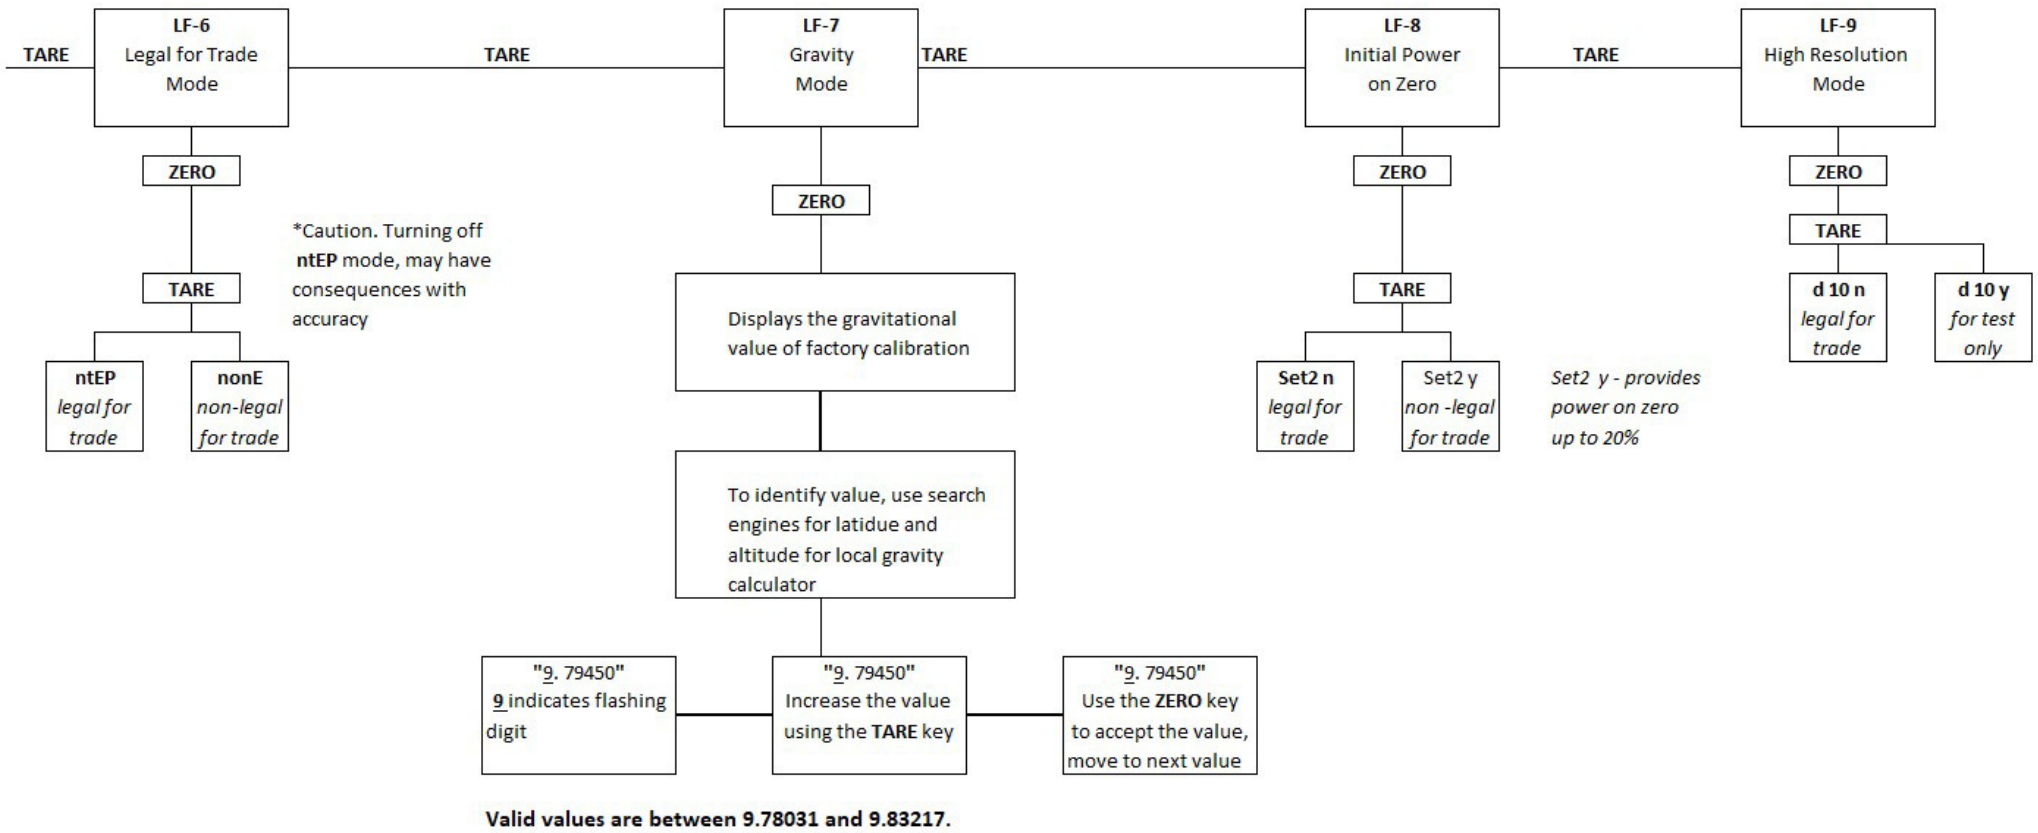 TARE
LF-6
Legal for Trade
Mode
TARE
LF-7
Gravity
Mode
TARE
LF-8
Initial Power
on Zero
TARE
LF-9
High Resolution
Mode
ZERO
*Caution. Turning off
ntEP mode, may have
consequences with
accuracy
TARE
ntEP
legal for
trade
nonE
non-legal
for trade
ZERO
Displays the gravitational
value of factory calibration
To identify value, use search
engines for latidue and
altitude for local gravity
calculator
"9. 79450"
9 indicates flashing
digit
"9. 79450"
Increase the value
using the TARE key
"9. 79450"
Use the ZERO key
to accept the value,
move to next value
Valid values are between 9.78031 and 9.83217.
ZERO
TARE
Set2 n
legal for
trade
Set2 y
non -legal
for trade
Set2 y - provides
power on zero
up to 20%
ZERO
TARE
d 10 n
legal for
trade
d 10 y
for test
only